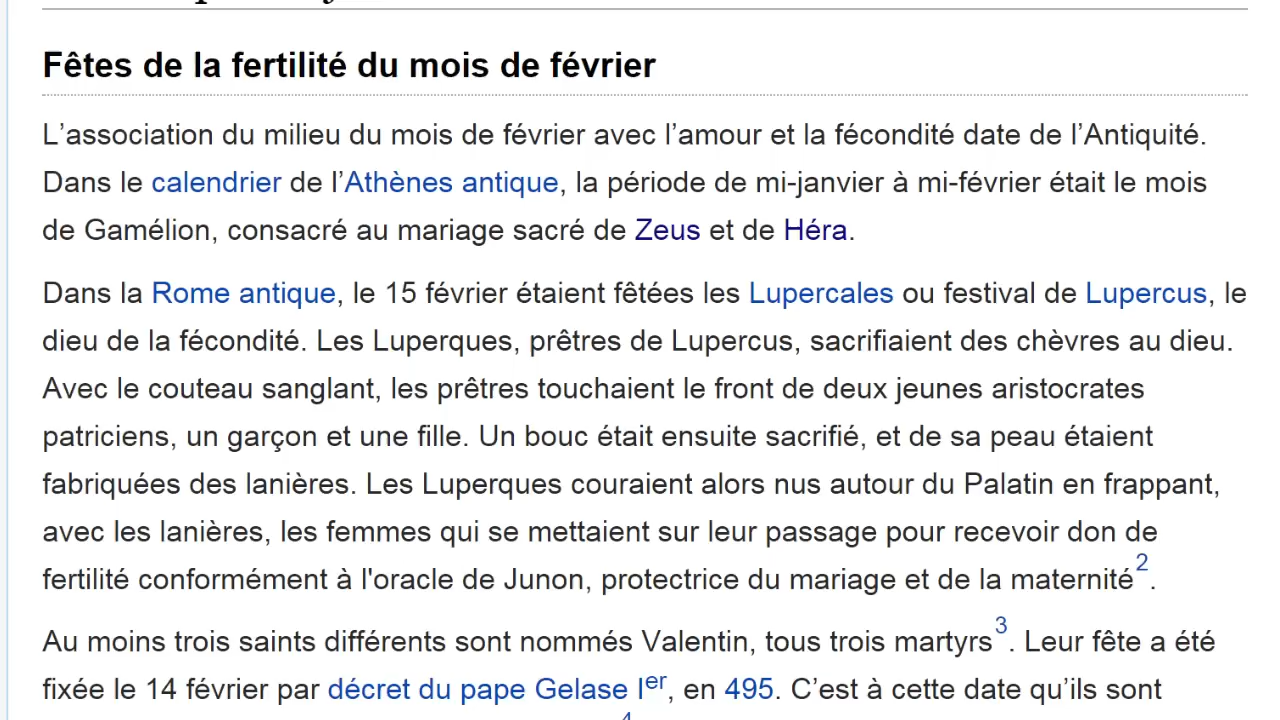 Fêtes de la fertilité du mois de février
L’association du milieu du mois de février avec l’amour et la fécondité date de l’Antiquité.
Dans le calendrier de l’Athènes antique, la période de mi-janvier à mi-février était le mois
de Gamélion, consacré au mariage sacré de Zeus et de Héra.
Dans la Rome antique, le 15 février étaient fêtées les Lupercales ou festival de Lupercus, le
dieu de la fécondité. Les Luperques, prêtres de Lupercus, sacrifiaient des chèvres au dieu.
Avec le couteau sanglant, les prêtres touchaient le front de deux jeunes aristocrates
patriciens, un garçon et une fille. Un bouc était ensuite sacrifié, et de sa peau étaient
fabriquées des lanières. Les Luperques couraient alors nus autour du Palatin en frappant,
avec les lanières, les femmes qui se mettaient sur leur passage pour recevoir don de
fertilité conformément à l'oracle de Junon, protectrice du mariage et de la maternité2.
Au moins trois saints différents sont nommés Valentin, tous trois martyrs3. Leur fête a été
fixée le 14 février par décret du pape Gelase Ier, en 495. C’est à cette date qu’ils sont